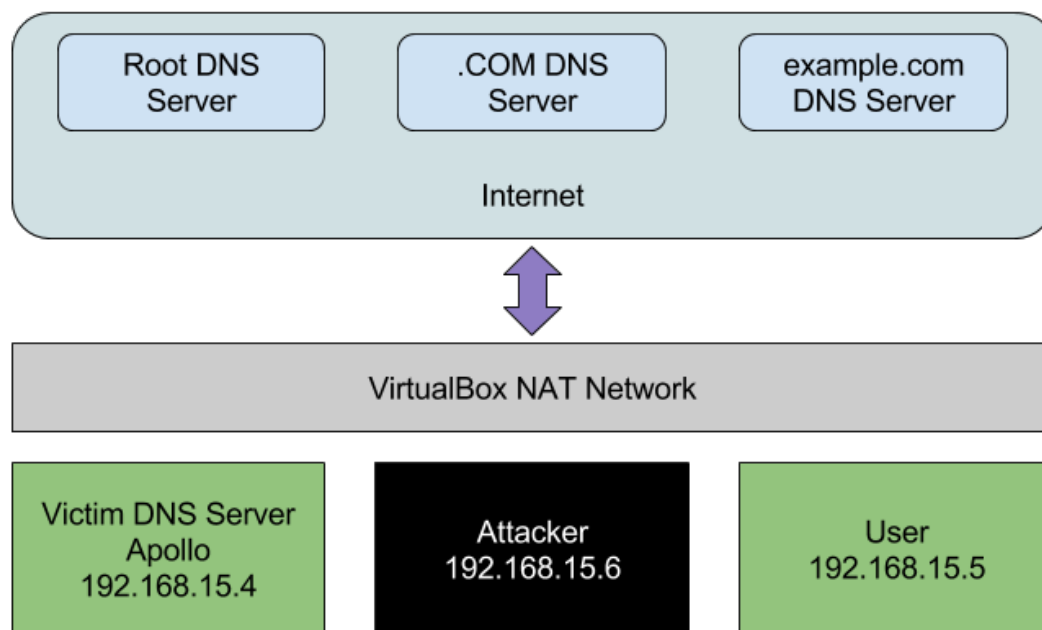 Root DNS
Server
.COM DNS
Server
example.com
DNS Server
Internet
VirtualBox NAT Network
Victim DNS Server
Apollo
192.168.15.4
Attacker
192.168.15.6
User
192.168.15.5